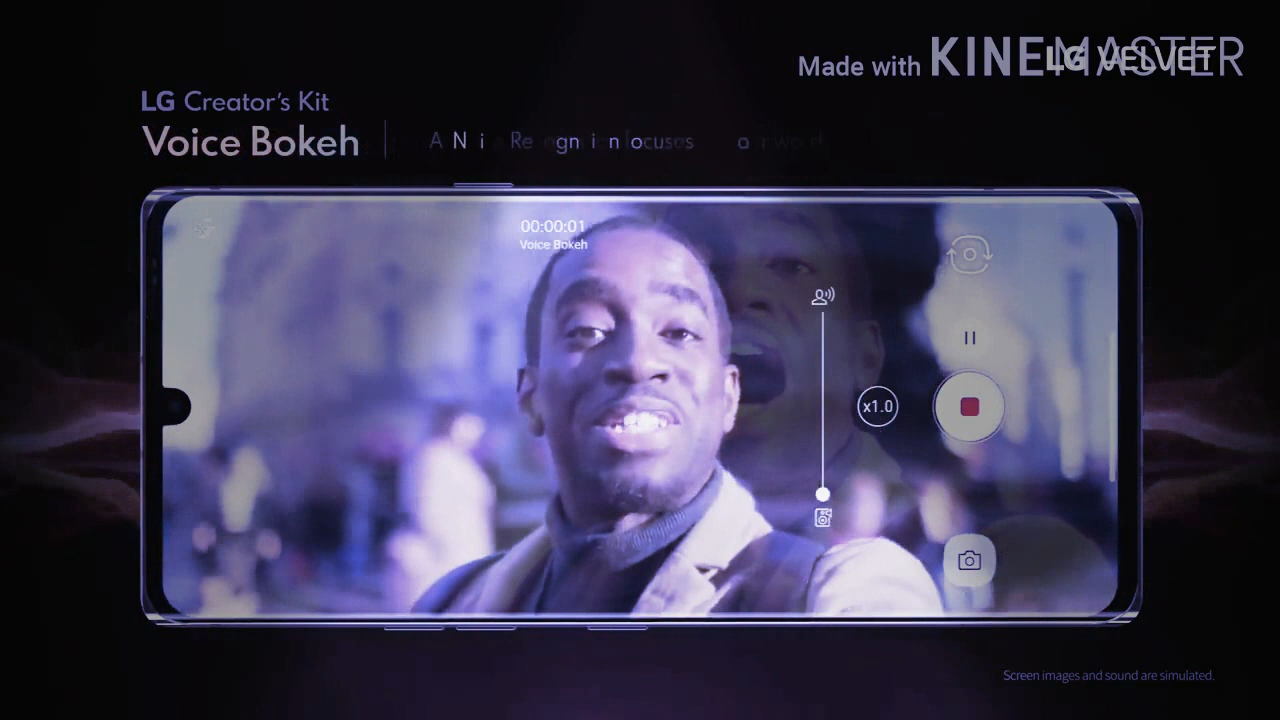 Made with KINEMASTER
LG VELVET
LG Creator's Kit
Voice Bokeh
00:00:01
Voice Bokeh
x1.0
Screen images and sound are simulated.